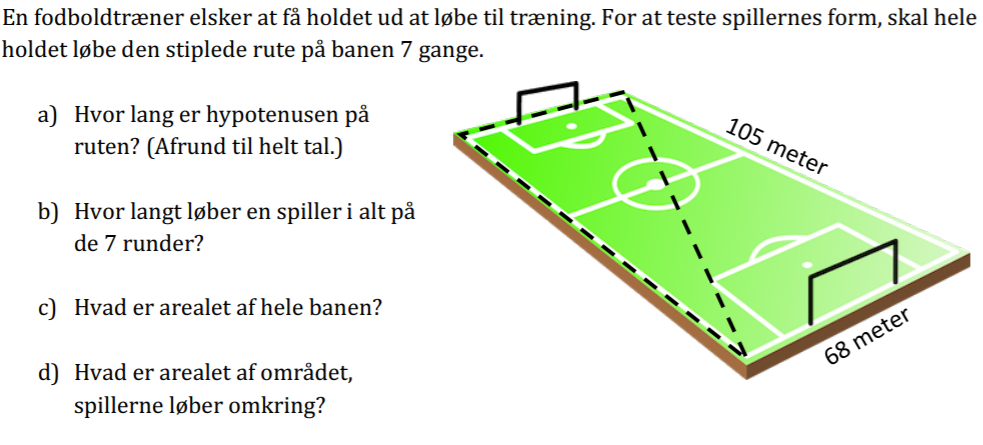 En fodboldtræner elsker at få holdet ud at løbe til træning. For at teste spillernes form, skal hele
holdet løbe den stiplede rute på banen 7 gange.
a) Hvor lang er hypotenusen på
ruten? (Afrund til helt tal.)
b) Hvor langt løber en spiller i alt på
de 7 runder?
c) Hvad er arealet af hele banen?
d) Hvad er arealet af området,
spillerne løber omkring?
105 meter
68 meter